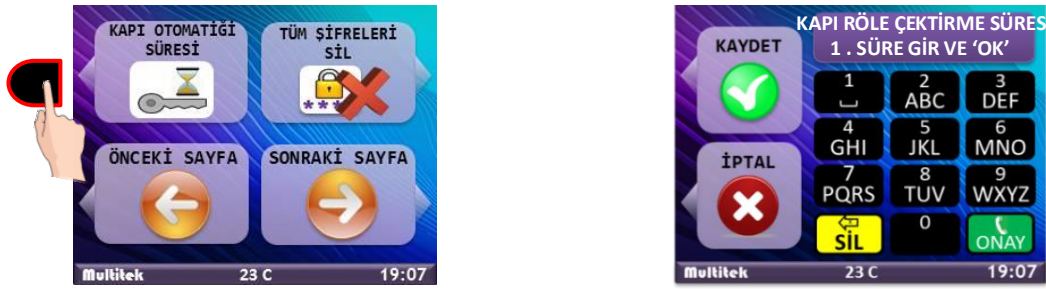 KAPI OTOMATİĞİ
SÜRESİ
TÜM ŞİFRELERİ
SİL
***
ÖNCEKİ SAYFA
SONRAKİ SAYFA
Multitek 23 C 19:07
KAPI RÖLE ÇEKTİRME SÜRES
1 . SÜRE GİR VE ‘OK’
KAYDET
İPTAL
1 2 3
ABC DEF
4 5 6
GHI JKL MNO
7 8 9
PQRS TUV WXYZ
0
SİL ONAY
Multitek 23 C 19:07